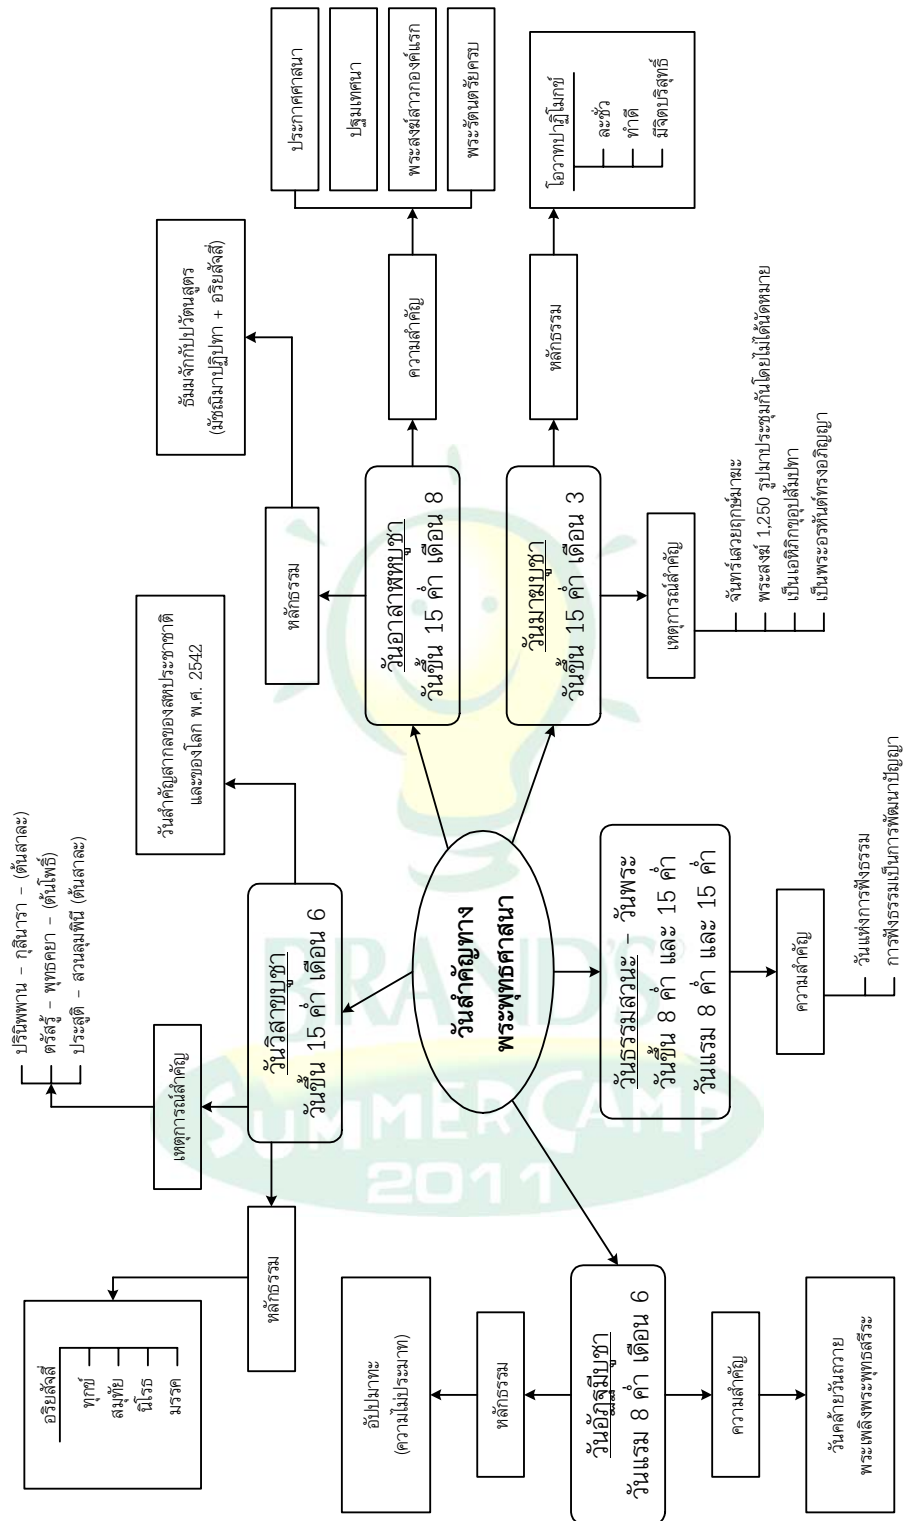 วันสำคัญทาง
พระพุทธศาสนา
วันวิสาขบูชา
วันขึ้น 15 ค่ำ เดือน 6
หลักธรรม
อริยสัจสี่
ทุกข์
สมุทัย
นิโรธ
มรรค
เหตุการณ์สำคัญ
ปรินิพพาน – กุสินารา – (ต้นสาละ)
ตรัสรู้ – พุทธคยา – (ต้นโพธิ์)
ประสูติ – สวนลุมพินี (ต้นสาละ)
วันสำคัญสากลของสหประชาชาติ
และของโลก พ.ศ. 2542
วันอาสาฬหบูชา
วันขึ้น 15 ค่ำ เดือน 8
หลักธรรม
ธัมมจักกัปปวัตนสูตร
(มัชฌิมาปฏิปทา + อริยสัจสี่)
ความสำคัญ
ประกาศศาสนา
ปฐมเทศนา
พระสงฆ์สาวกองค์แรก
พระรัตนตรัยครบ
วันมาฆบูชา
วันขึ้น 15 ค่ำ เดือน 3
หลักธรรม
โอวาทปาฏิโมกข์
ละชั่ว
ทำดี
มีจิตบริสุทธิ์
เหตุการณ์สำคัญ
จันทร์เสวยฤกษ์มาฆะ
พระสงฆ์ 1,250 รูปมาประชุมกันโดยไม่ได้นัดหมาย
เป็นเอหิภิกขุอุปสัมปทา
เป็นพระอรหันต์ทรงอภิญญา
วันธรรมสวนะ – วันพระ
วันขึ้น 8 ค่ำ และ 15 ค่ำ
วันแรม 8 ค่ำ และ 15 ค่ำ
ความสำคัญ
วันแห่งการฟังธรรม
การฟังธรรมเป็นการพัฒนาปัญญา
วันอัฏฐมีบูชา
วันแรม 8 ค่ำ เดือน 6
หลักธรรม
อัปปมาทะ
(ความไม่ประมาท)
ความสำคัญ
วันคล้ายวันถวาย
พระเพลิงพระพุทธสรีระ
BRAND'S®
SUMMER CAMP
2011